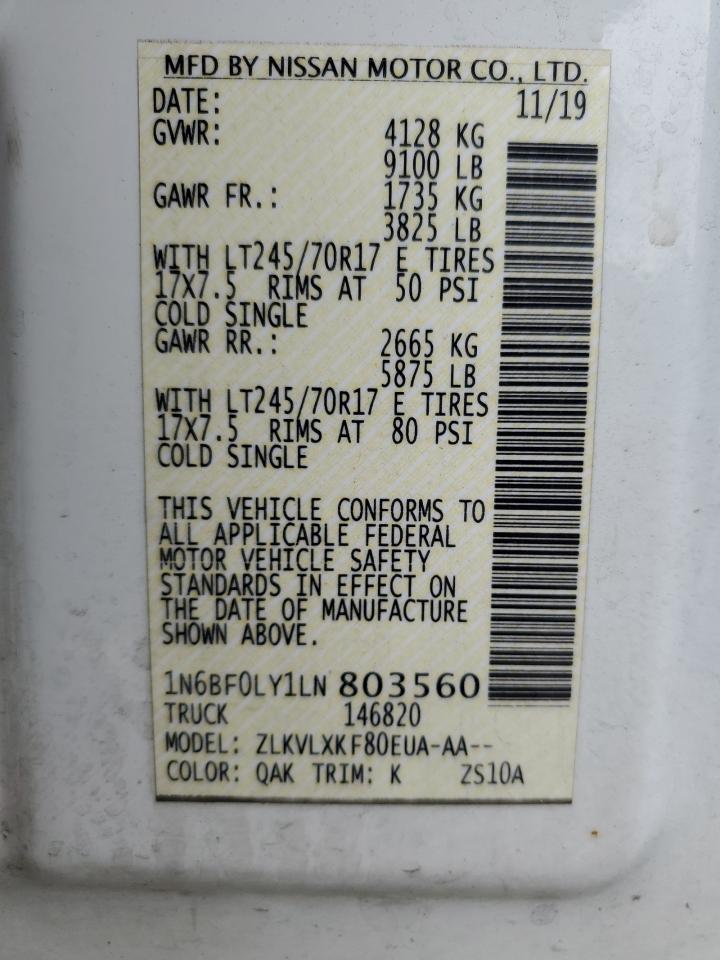 MFD BY NISSAN MOTOR CO., LTD.
DATE: 11/19
GVWR: 4128 KG
9100 LB
GAWR FR.: 1735 KG
3825 LB
WITH LT245/70R17 E TIRES
17X7.5 RIMS AT 50 PSI
COLD SINGLE
GAWR RR.: 2665 KG
5875 LB
WITH LT245/70R17 E TIRES
17X7.5 RIMS AT 80 PSI
COLD SINGLE
THIS VEHICLE CONFORMS TO
ALL APPLICABLE FEDERAL
MOTOR VEHICLE SAFETY
STANDARDS IN EFFECT ON
THE DATE OF MANUFACTURE
SHOWN ABOVE.
1N6BF0LY1LN 803560
TRUCK 146820
MODEL: ZLKVLXKF80EUA-AA--
COLOR: QAK TRIM: K ZS10A